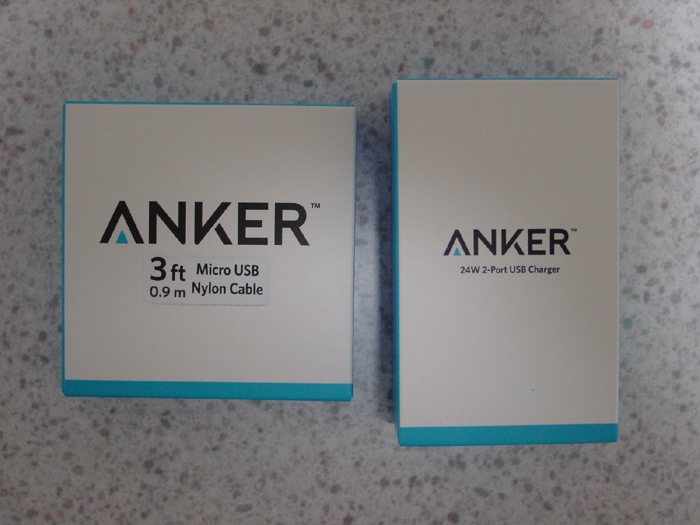 ANKER™
3 ft Micro USB
0.9 m Nylon Cable
ANKER™
24W 2-Port USB Charger